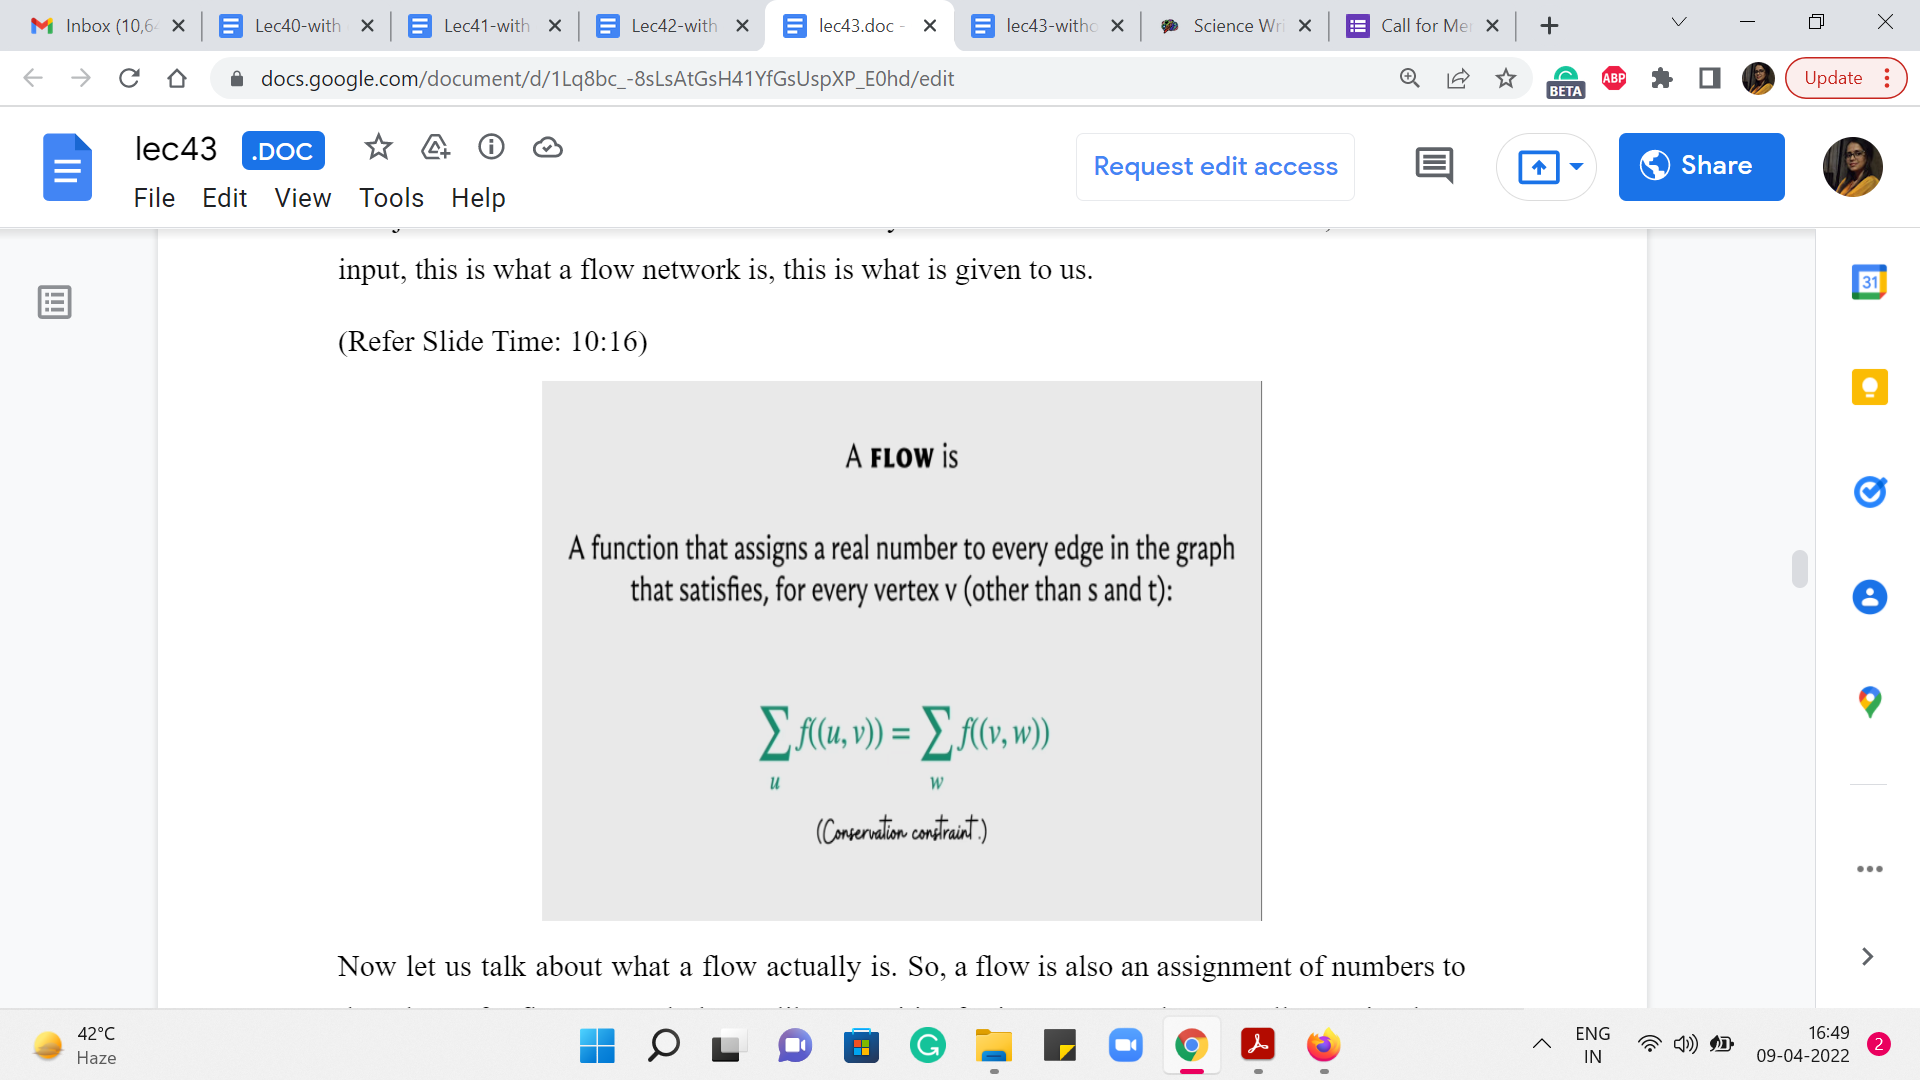 Inbox (10,6
Lec40-with
Lec41-with
Lec42-with
lec43.doc -
lec43-witho
Science Wri
Call for Me
docs.google.com/document/d/1Lq8bc_-8sLsAtGsH41YfGsUspXP_E0hd/edit
BETA
ABP
Update
lec43
.DOC
File Edit View Tools Help
Request edit access
Share
31
input, this is what a flow network is, this is what is given to us.
(Refer Slide Time: 10:16)
A FLOW is
A function that assigns a real number to every edge in the graph
that satisfies, for every vertex v (other than s and t):
∑ f((u, v)) = ∑ f((v, w))
u w
(Conservation constraint.)
Now let us talk about what a flow actually is. So, a flow is also an assignment of numbers to
42°C
Haze
ENG
IN
16:49
09-04-2022
2